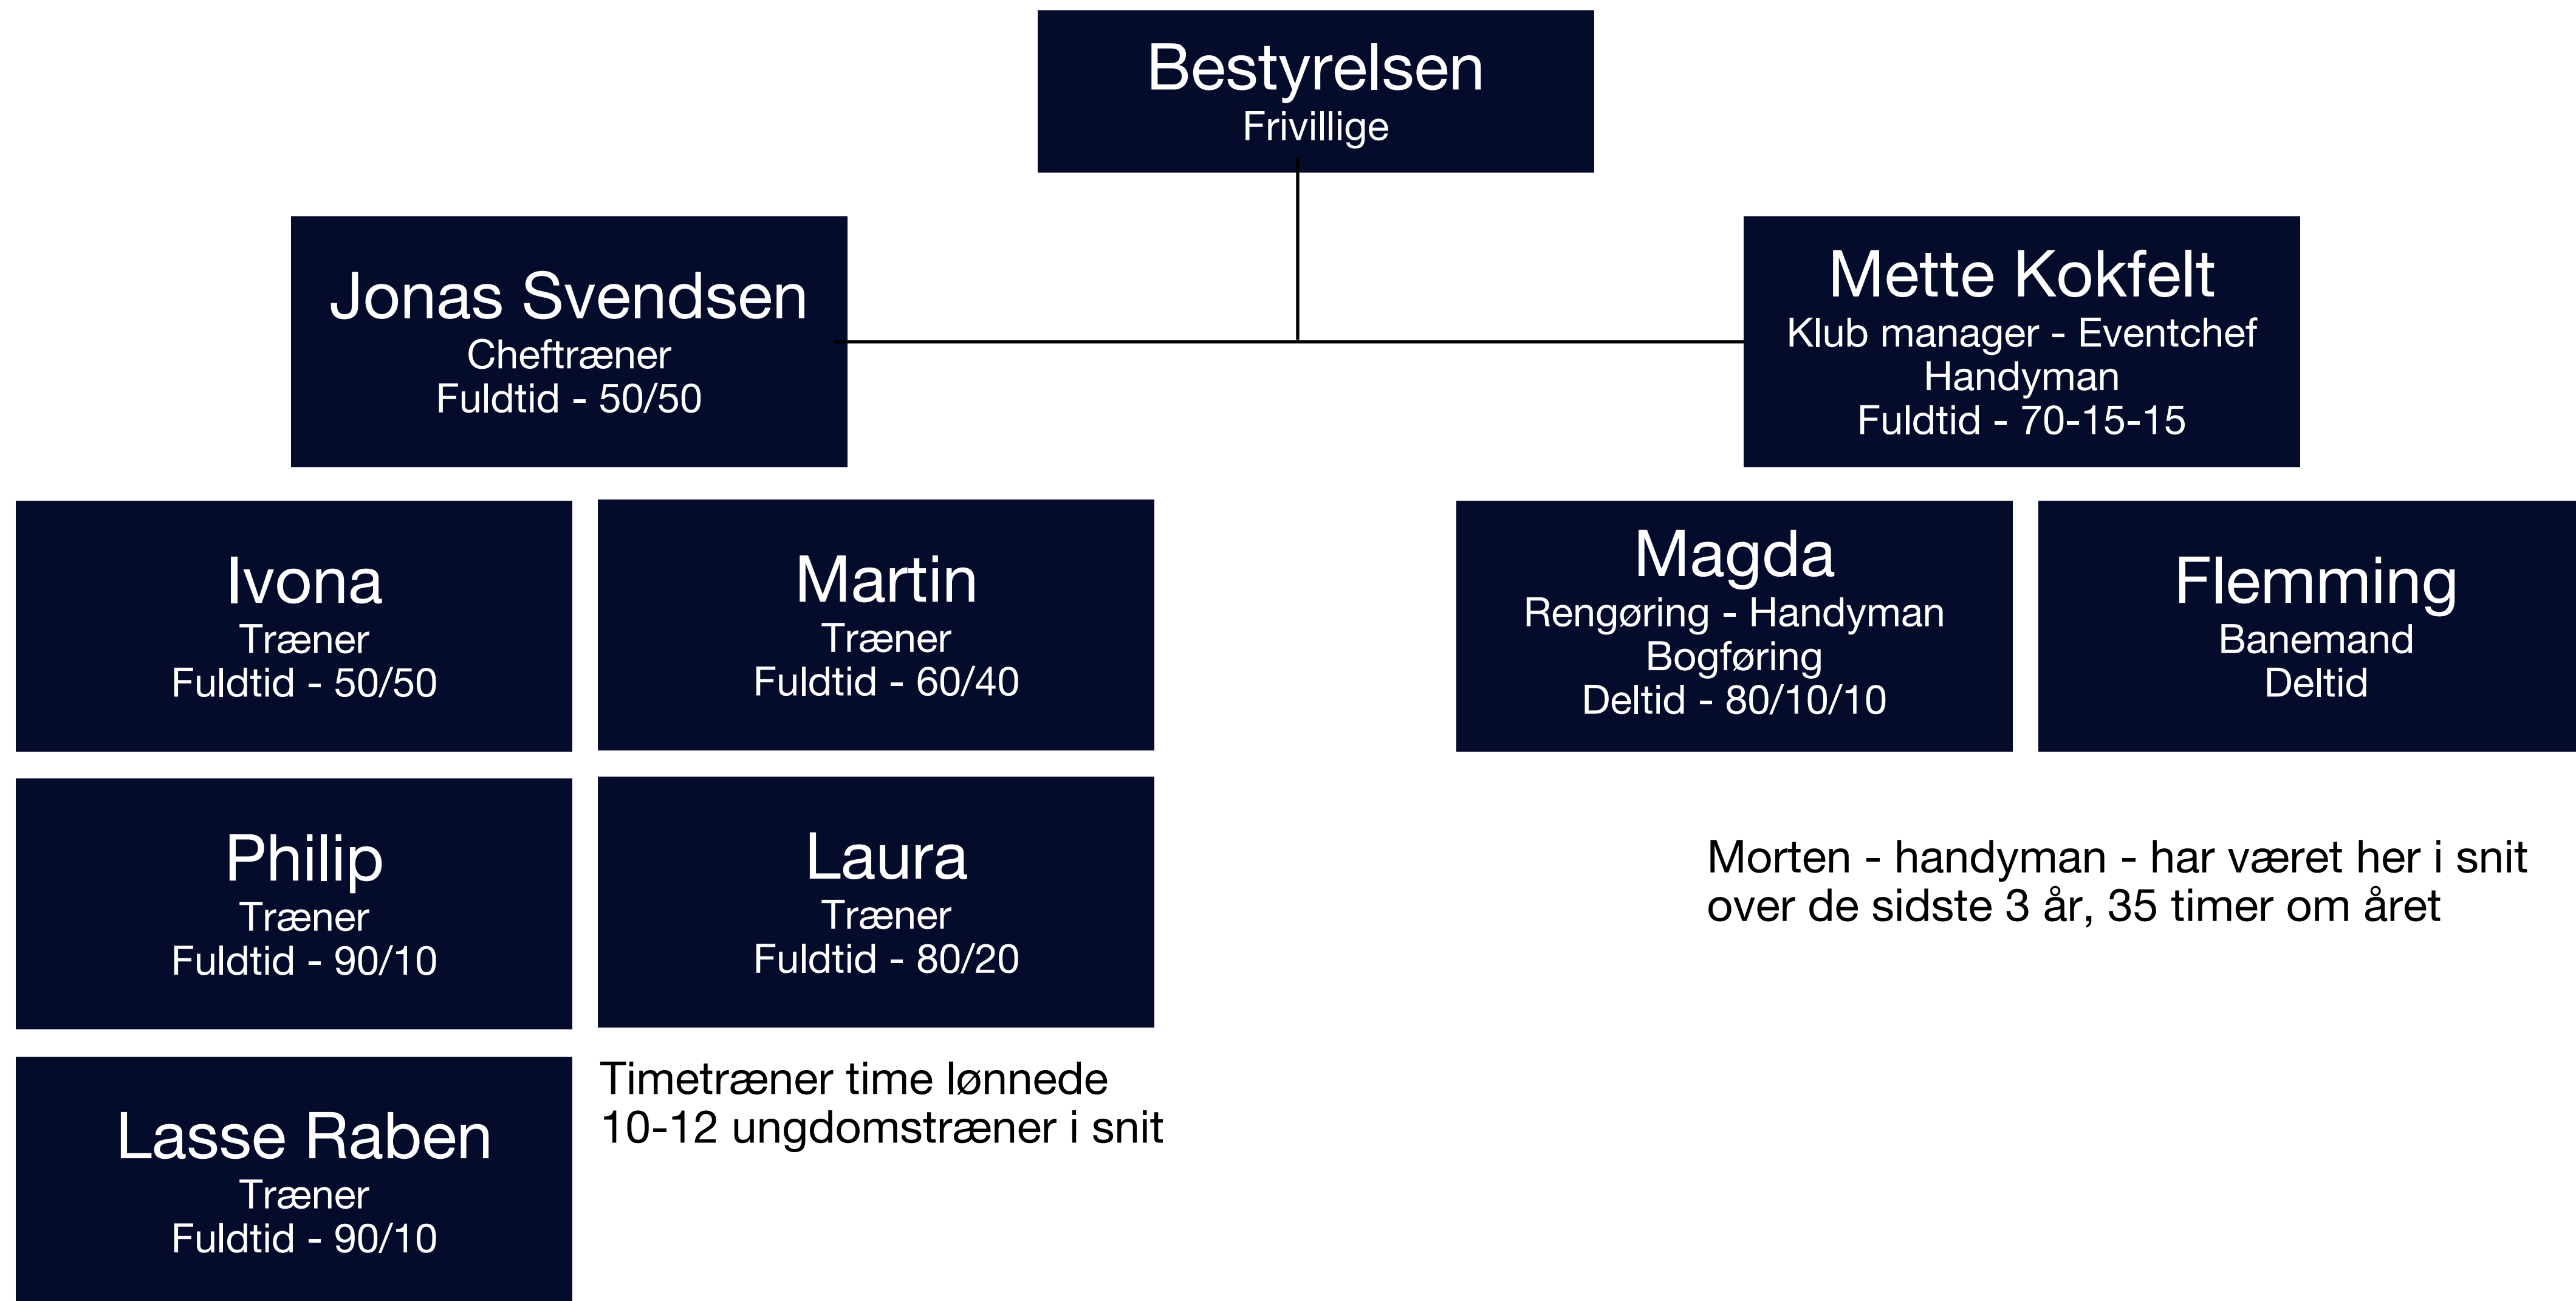 Bestyrelsen
Frivillige
Jonas Svendsen
Cheftræner
Fuldtid - 50/50
Mette Kokfelt
Klub manager - Eventchef
Handyman
Fuldtid - 70-15-15
Ivona
Træner
Fuldtid - 50/50
Martin
Træner
Fuldtid - 60/40
Magda
Rengøring - Handyman
Bogføring
Deltid - 80/10/10
Flemming
Banemand
Deltid
Philip
Træner
Fuldtid - 90/10
Laura
Træner
Fuldtid - 80/20
Morten - handyman - har været her i snit
over de sidste 3 år, 35 timer om året
Lasse Raben
Træner
Fuldtid - 90/10
Timetræner time lønnede
10-12 ungdomstræner i snit